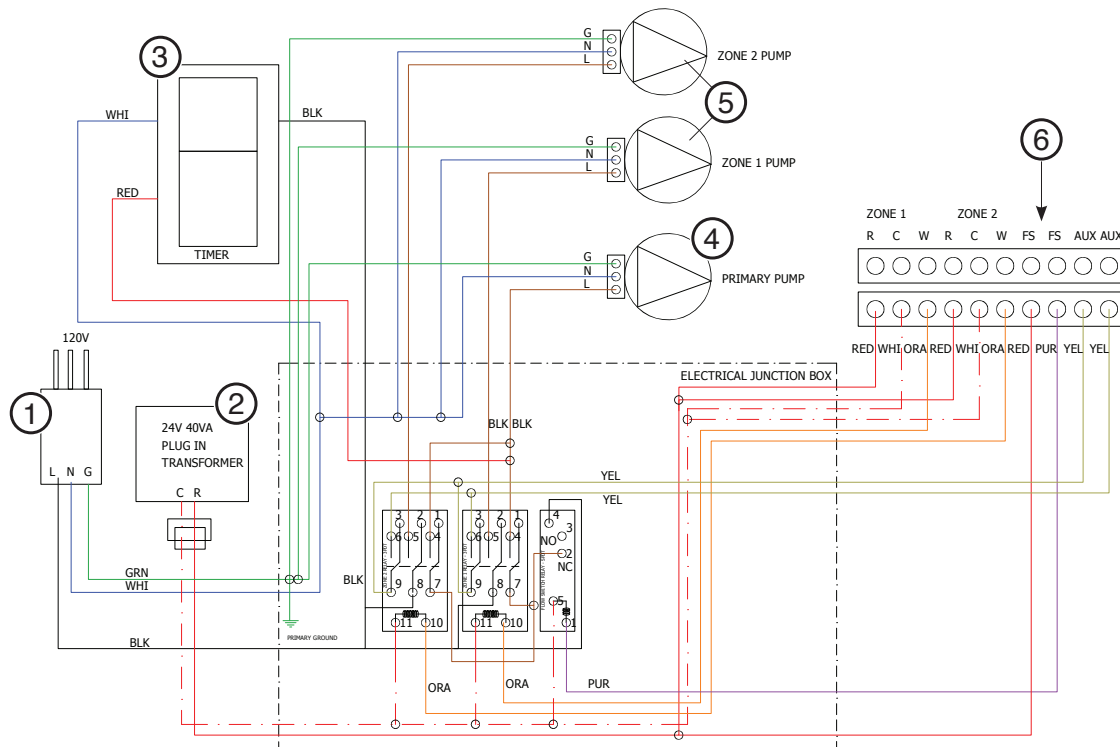 G
N
L
ZONE 2 PUMP
3
5
WHI
BLK
G
N
L
ZONE 1 PUMP
6
RED
ZONE 1
ZONE 2
R C W R C W FS FS AUX AUX
TIMER
4
G
N
L
PRIMARY PUMP
120V
RED WHI ORA RED WHI ORA RED PUR YEL YEL
ELECTRICAL JUNCTION BOX
1
2
24V 40VA
PLUG IN
TRANSFORMER
BLK BLK
L N G
C R
YEL
YEL
3 2 1
6 5 4
9 8 7
11 10
3 2 1
6 5 4
9 8 7
11 10
4
3
NO
2
NC
5
1
GRN
WHI
BLK
PRIMARY GROUND
BLK
ORA
ORA
PUR